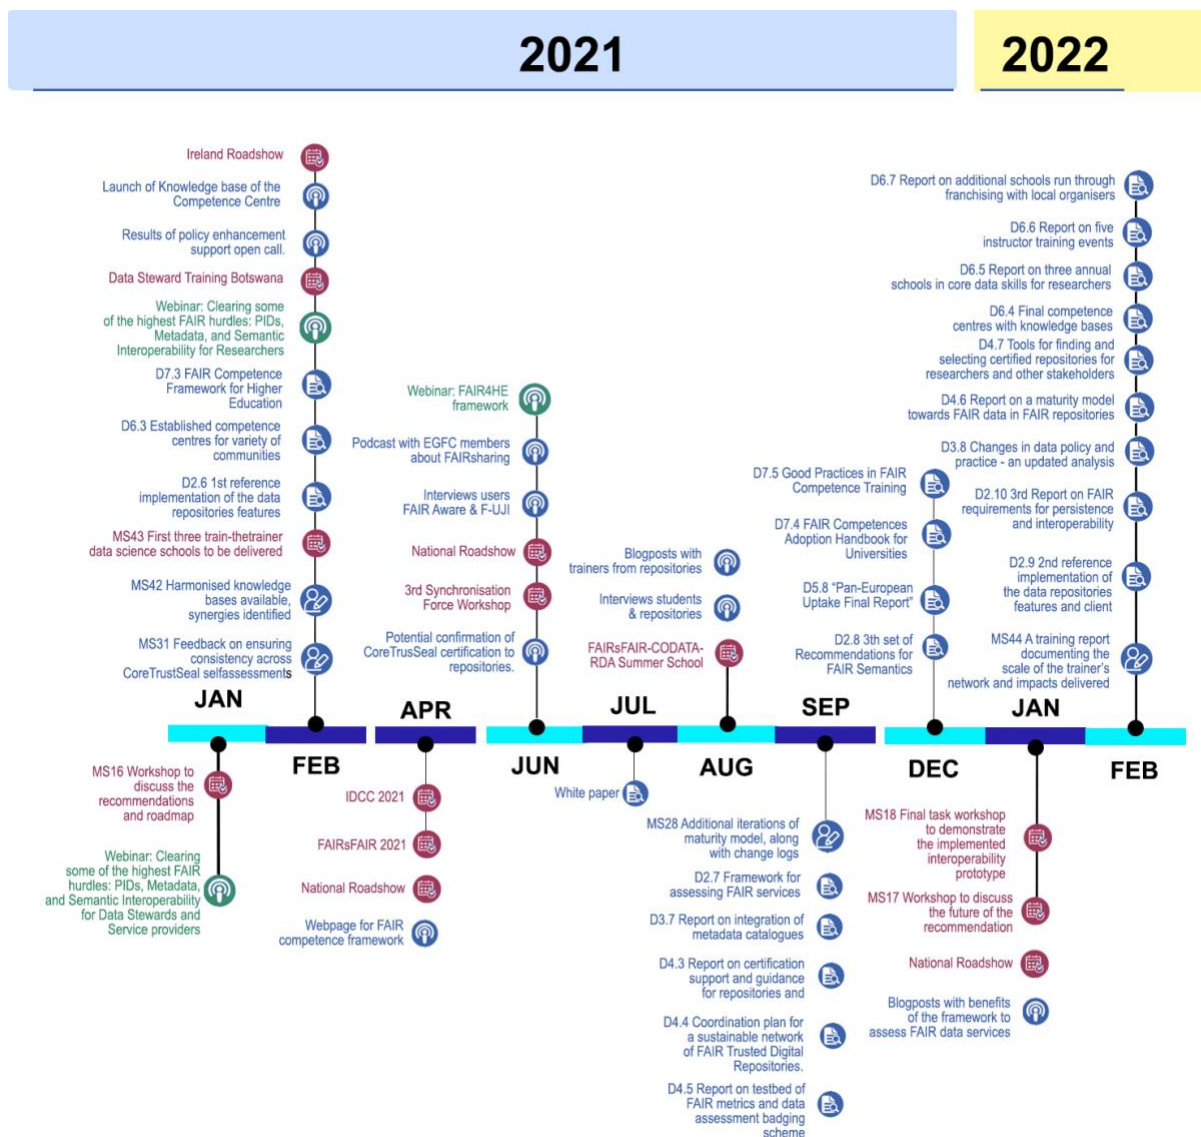 2021
2022
Ireland Roadshow
Launch of Knowledge base of the
Competence Centre
Results of policy enhancement
support open call.
Data Steward Training Botswana
Webinar: Clearing some
of the highest FAIR hurdles: PIDs,
Metadata, and Semantic
Interoperability for Researchers
D7.3 FAIR Competence
Framework for Higher
Education
D6.3 Established competence
centres for variety of
communities
D2.6 1st reference
implementation of the data
repositories features
MS43 First three train-thetrainer
data science schools to be delivered
MS42 Harmonised knowledge
bases available,
synergies identified
MS31 Feedback on ensuring
consistency across
CoreTrustSeal selfassessments
Webinar: FAIR4HE
framework
Podcast with EGFC members
about FAIRsharing
Interviews users
FAIR Aware & F-UJI
National Roadshow
3rd Synchronisation
Force Workshop
Potential confirmation of
CoreTrusSeal certification to
repositories.
Blogposts with
trainers from repositories
Interviews students
& repositories
FAIRsFAIR-CODATA-
RDA Summer School
D7.5 Good Practices in FAIR
Competence Training
D7.4 FAIR Competences
Adoption Handbook for
Universities
D5.8 “Pan-European
Uptake Final Report”
D2.8 3th set of
Recommendations for
FAIR Semantics
D6.7 Report on additional schools run through
franchising with local organisers
D6.6 Report on five
instructor training events
D6.5 Report on three annual
schools in core data skills for researchers
D6.4 Final competence
centres with knowledge bases
D4.7 Tools for finding and
selecting certified repositories for
researchers and other stakeholders
D4.6 Report on a maturity model
towards FAIR data in FAIR repositories
D3.8 Changes in data policy and
practice - an updated analysis
D2.10 3rd Report on FAIR
requirements for persistence
and interoperability
D2.9 2nd reference
implementation of
the data repositories
features and client
MS44 A training report
documenting the
scale of the trainer's
network and impacts delivered
JAN
FEB
APR
JUN
JUL
AUG
SEP
DEC
JAN
FEB
MS16 Workshop to
discuss the
recommendations
and roadmap
Webinar: Clearing
some of the highest FAIR
hurdles: PIDs, Metadata,
and Semantic Interoperability
for Data Stewards and
Service providers
IDCC 2021
FAIRsFAIR 2021
National Roadshow
Webpage for FAIR
competence framework
White paper
MS28 Additional iterations of
maturity model, along
with change logs
D2.7 Framework for
assessing FAIR services
D3.7 Report on integration of
metadata catalogues
D4.3 Report on certification
support and guidance
for repositories and
D4.4 Coordination plan for
a sustainable network
of FAIR Trusted Digital
Repositories.
D4.5 Report on testbed of
FAIR metrics and data
assessment badging
scheme
MS18 Final task workshop
to demonstrate
the implemented
interoperability
prototype
MS17 Workshop to discuss
the future of the
recommendation
National Roadshow
Blogposts with benefits
of the framework to
assess FAIR data services